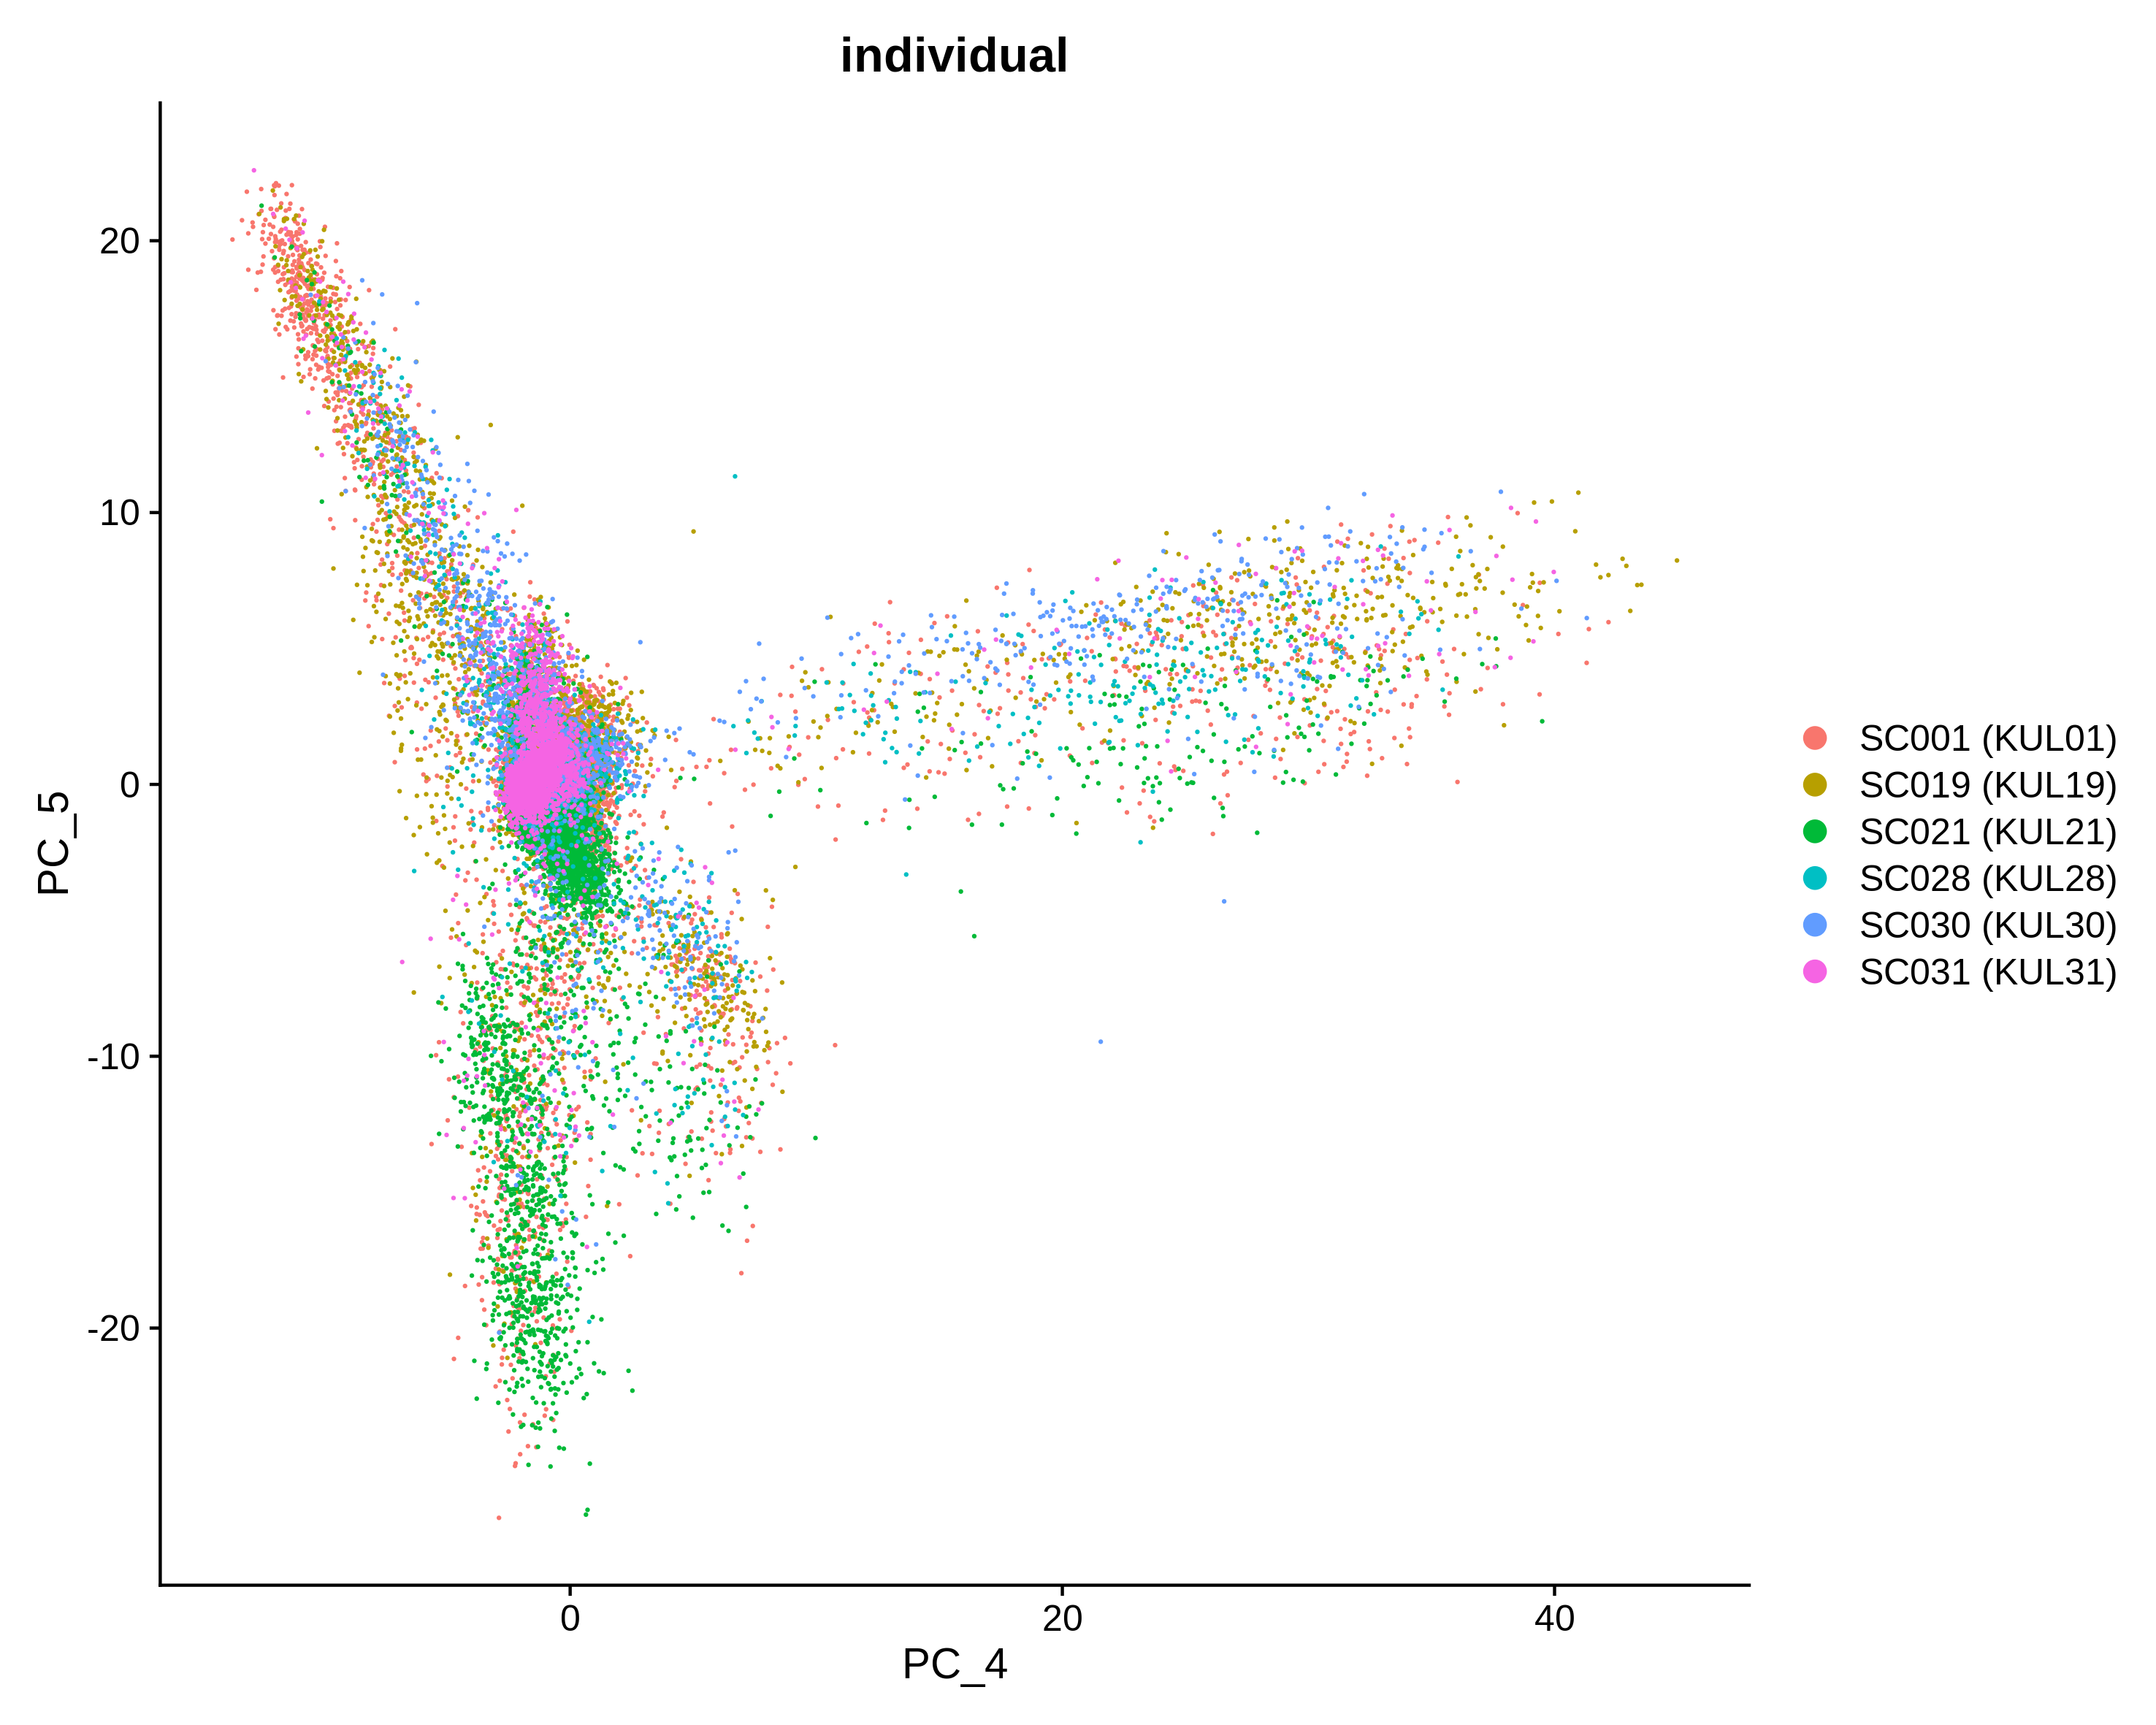 individual
20
10
0
-10
-20
PC_5
0
20
40
PC_4
SC001 (KUL01)
SC019 (KUL19)
SC021 (KUL21)
SC028 (KUL28)
SC030 (KUL30)
SC031 (KUL31)